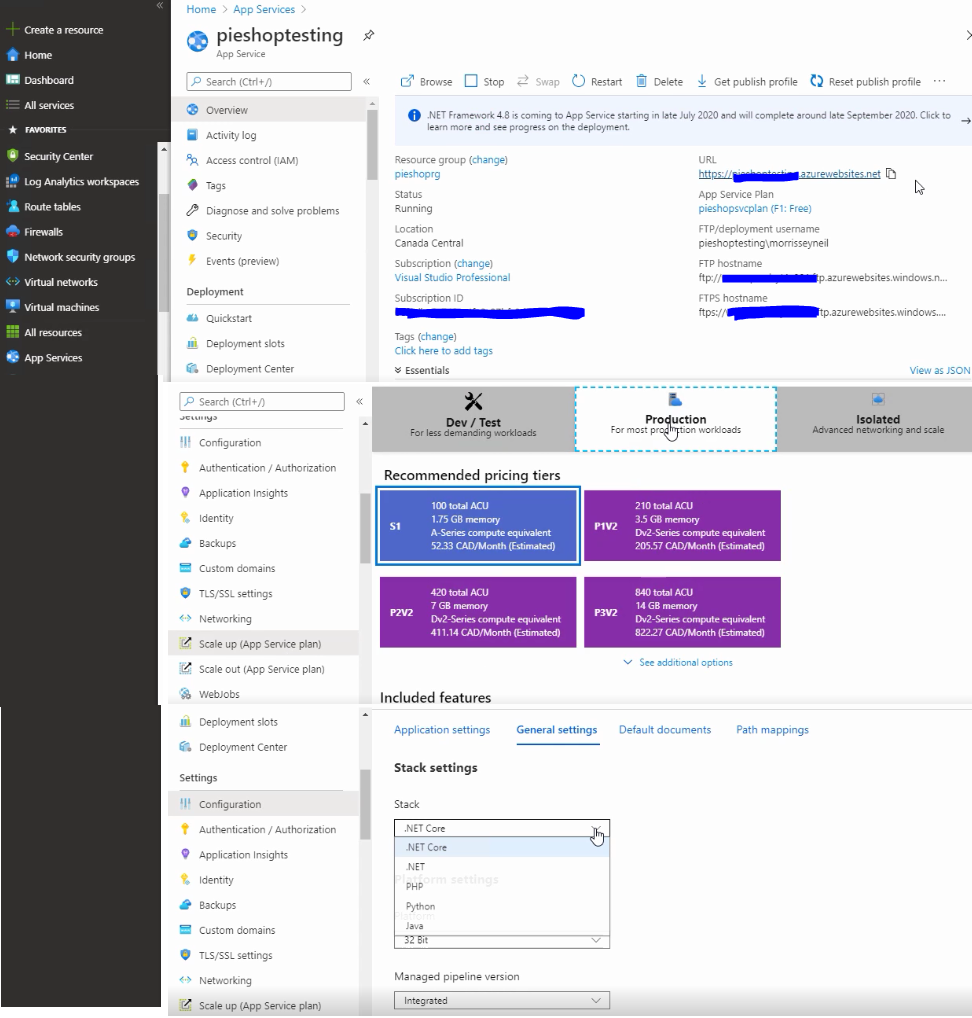 Home > App Services >
Create a resource
Home
Dashboard
All services
FAVORITES
Security Center
Log Analytics workspaces
Route tables
Firewalls
Network security groups
Virtual networks
Virtual machines
All resources
App Services
pieshoptesting
App Service
Search (Ctrl+/)
Overview
Activity log
Access control (IAM)
Tags
Diagnose and solve problems
Security
Events (preview)
Deployment
Quickstart
Deployment slots
Deployment Center
Browse Stop Swap Restart Delete Get publish profile Reset publish profile ...
.NET Framework 4.8 is coming to App Service starting in late July 2020 and will complete around late September 2020. Click to
learn more and see progress on the deployment.
Resource group (change)
pieshoprg
Status
Running
Location
Canada Central
Subscription (change)
Visual Studio Professional
Subscription ID
Tags (change)
Click here to add tags
Essentials
URL
https://pieshoptesting.azurewebsites.net
App Service Plan
pieshopsvcplan (F1: Free)
FTP/deployment username
pieshoptesting\morrisseyneil
FTP hostname
ftp:// ftp.azurewebsites.windows.n...
FTPS hostname
ftps:// ftp.azurewebsites.windows....
View as JSON
Search (Ctrl+/)
Settings
Configuration
Authentication / Authorization
Application Insights
Identity
Backups
Custom domains
TLS/SSL settings
Networking
Scale up (App Service plan)
Scale out (App Service plan)
WebJobs
Dev / Test
For less demanding workloads
Production
For most production workloads
Isolated
Advanced networking and scale
Recommended pricing tiers
S1
100 total ACU
1.75 GB memory
A-Series compute equivalent
52.33 CAD/Month (Estimated)
P1V2
210 total ACU
3.5 GB memory
Dv2-Series compute equivalent
205.57 CAD/Month (Estimated)
P2V2
420 total ACU
7 GB memory
Dv2-Series compute equivalent
411.14 CAD/Month (Estimated)
P3V2
840 total ACU
14 GB memory
Dv2-Series compute equivalent
822.27 CAD/Month (Estimated)
See additional options
Included features
Deployment slots
Deployment Center
Settings
Configuration
Authentication / Authorization
Application Insights
Identity
Backups
Custom domains
TLS/SSL settings
Networking
Scale up (App Service plan)
Application settings General settings Default documents Path mappings
Stack settings
Stack
.NET Core
.NET Core
.NET
Platform settings
PHP
Python
Platform
Java
32 Bit
Managed pipeline version
Integrated